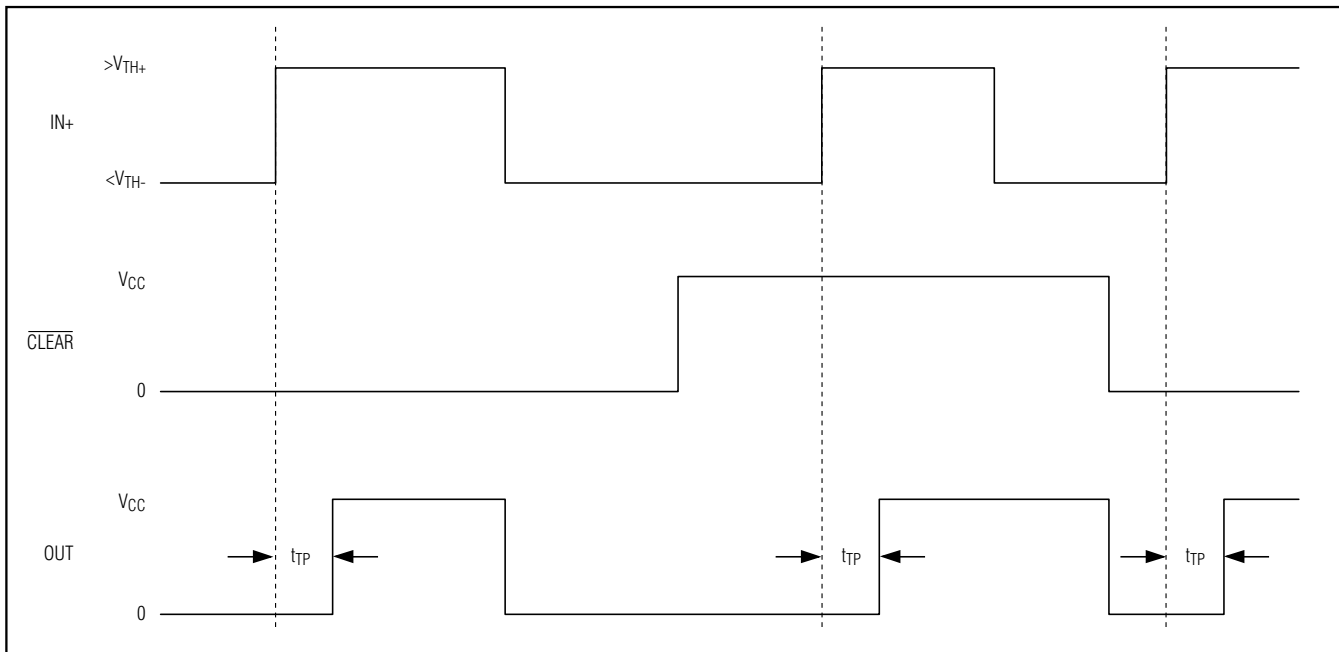 >VTH+
IN+
<VTH-
VCC
CLEAR
0
VCC
OUT
tTP
tTP
tTP
0